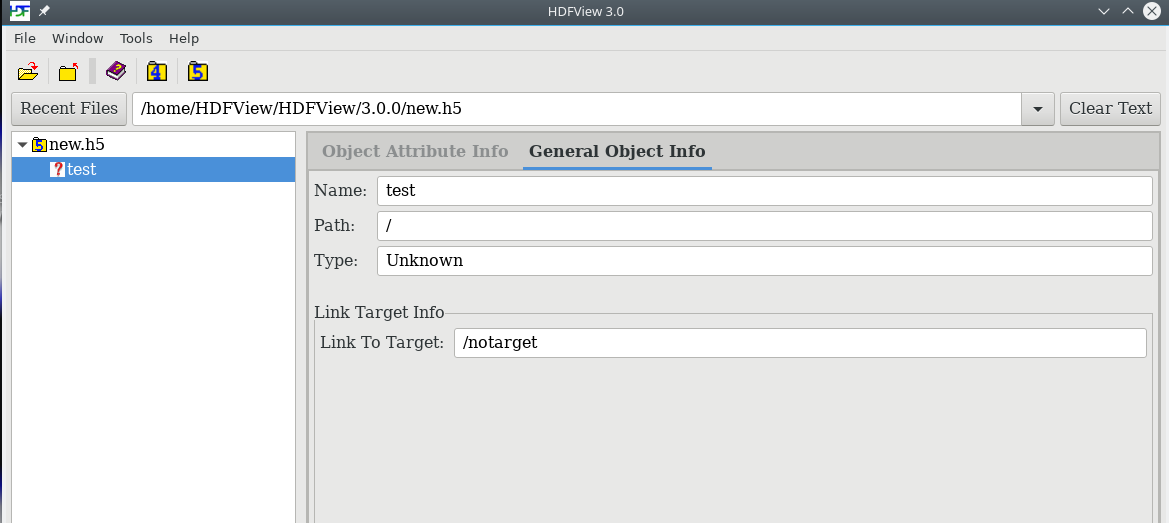 HDF HDFView 3.0
File Window Tools Help
4 5
Recent Files /home/HDFView/HDFView/3.0.0/new.h5 Clear Text
5 new.h5
? test
Object Attribute Info General Object Info
Name: test
Path: /
Type: Unknown
Link Target Info
Link To Target: /notarget